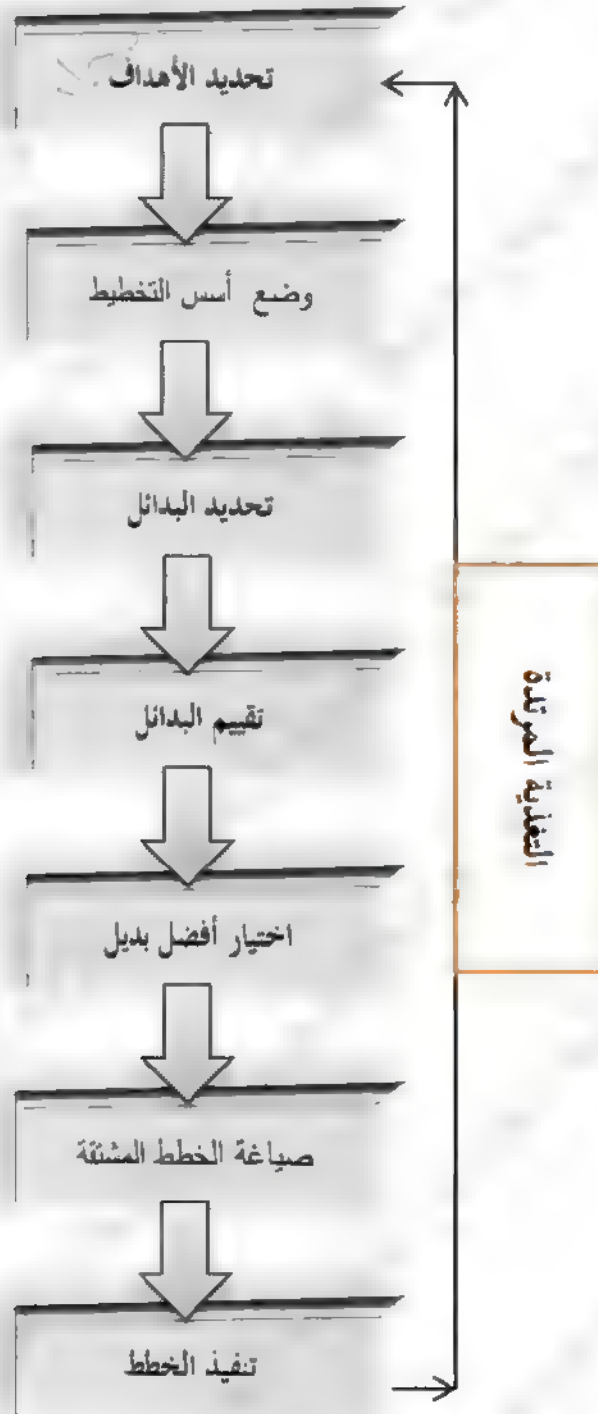 تحديد الأهداف
وضع أسس التخطيط
تحديد البدائل
تقييم البدائل
اختيار أفضل بديل
صياغة الخطط المشتقة
تنفيذ الخطط
التغذية المرتدة